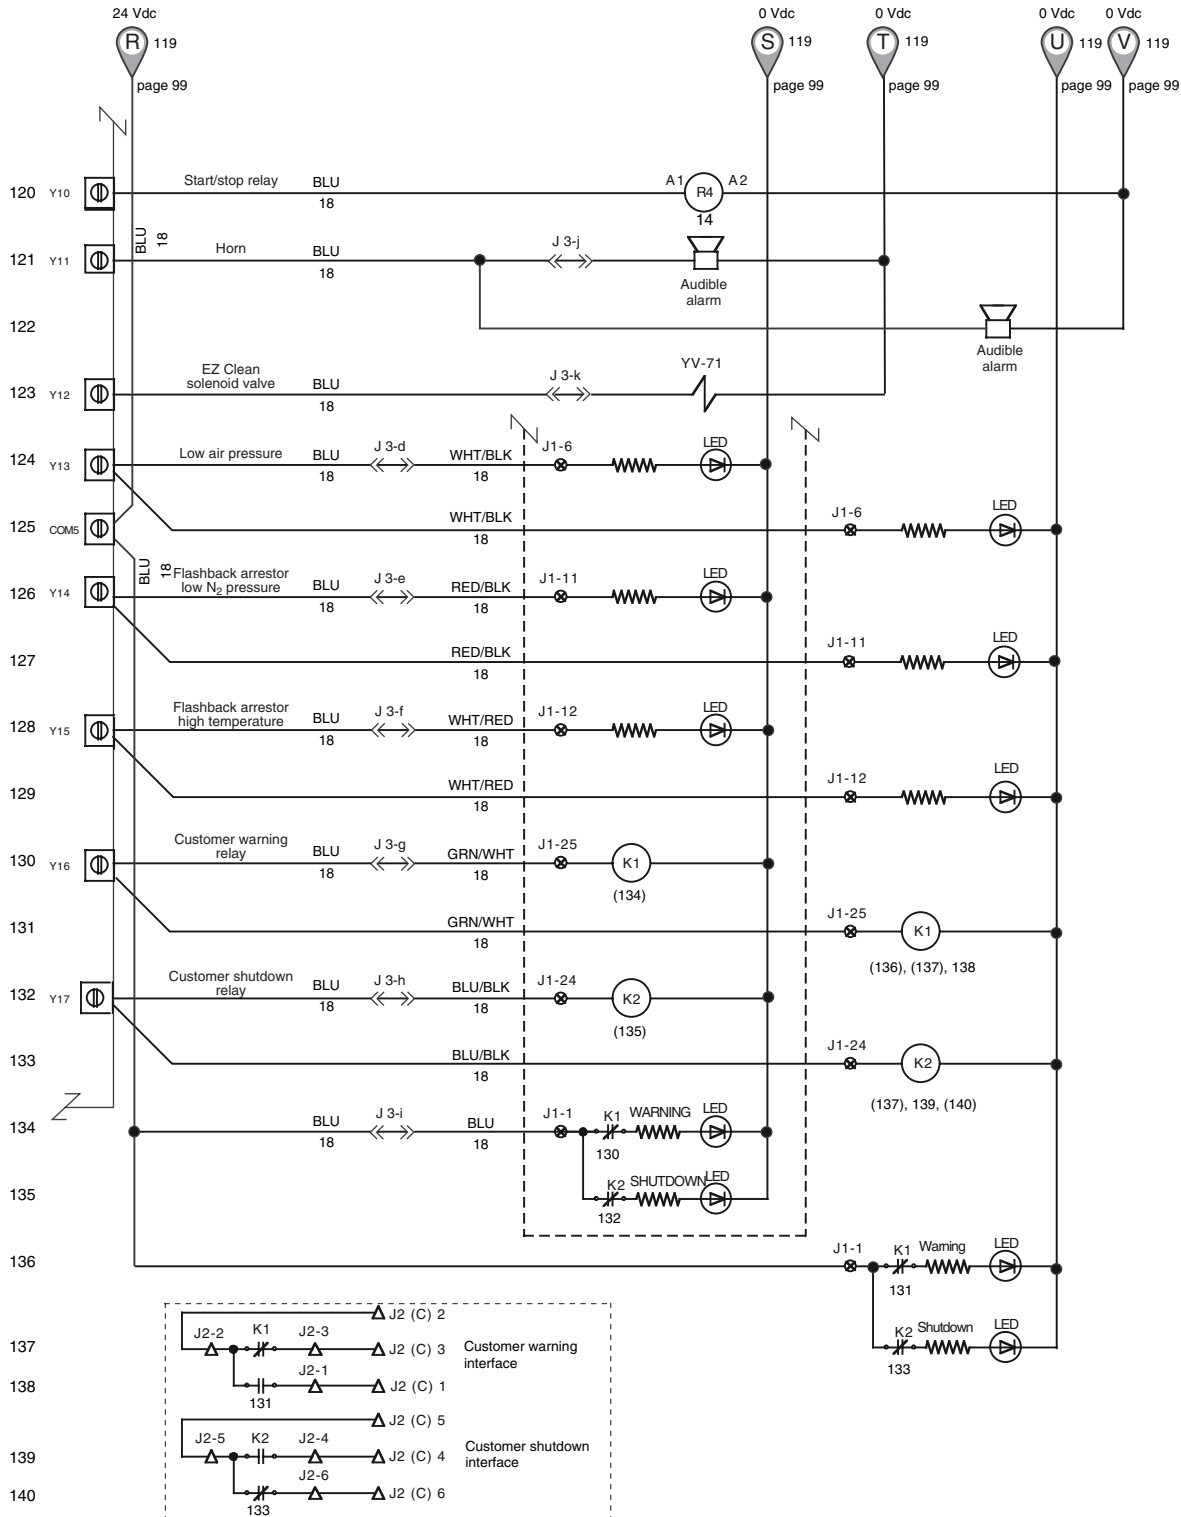 24 Vdc 0 Vdc 0 Vdc 0 Vdc 0 Vdc
R 119 S 119 T 119 U 119 V 119
page 99 page 99 page 99 page 99 page 99
120 Y10 Start/stop relay BLU 18 A1 R4 A2 14
BLU 18
121 Y11 Horn BLU 18 J 3-j Audible alarm
122 Audible alarm
123 Y12 EZ Clean solenoid valve BLU 18 J 3-k YV-71
124 Y13 Low air pressure BLU 18 J 3-d WHT/BLK 18 J1-6 LED
125 COM5 WHT/BLK 18 J1-6 LED
BLU 18
126 Y14 Flashback arrestor low N2 pressure BLU 18 J 3-e RED/BLK 18 J1-11 LED
127 RED/BLK 18 J1-11 LED
128 Y15 Flashback arrestor high temperature BLU 18 J 3-f WHT/RED 18 J1-12 LED
129 WHT/RED 18 J1-12 LED
130 Y16 Customer warning relay BLU 18 J 3-g GRN/WHT 18 J1-25 K1 (134)
131 GRN/WHT 18 J1-25 K1 (136), (137), 138
132 Y17 Customer shutdown relay BLU 18 J 3-h BLU/BLK 18 J1-24 K2 (135)
133 BLU/BLK 18 J1-24 K2 (137), 139, (140)
134 BLU 18 J 3-i BLU 18 J1-1 K1 WARNING LED 130
135 K2 SHUTDOWN LED 132
136 J1-1 K1 Warning LED 131
K2 Shutdown LED 133
J2 (C) 2
137 J2-2 K1 J2-3 J2 (C) 3 Customer warning interface
138 131 J2-1 J2 (C) 1
J2 (C) 5
139 J2-5 K2 J2-4 J2 (C) 4 Customer shutdown interface
140 133 J2-6 J2 (C) 6